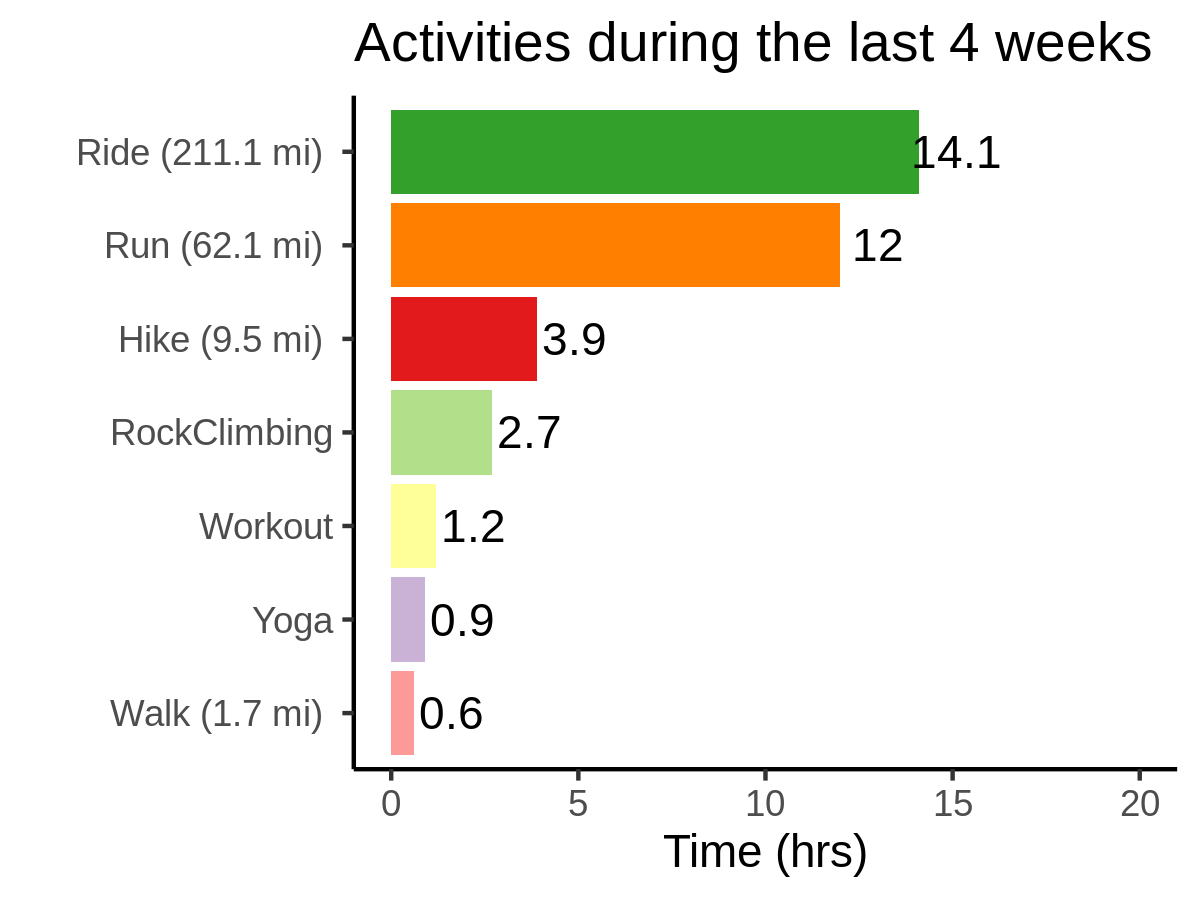 Activities during the last 4 weeks
Ride (211.1 mi) 14.1
Run (62.1 mi) 12
Hike (9.5 mi) 3.9
RockClimbing 2.7
Workout 1.2
Yoga 0.9
Walk (1.7 mi) 0.6
0 5 10 15 20
Time (hrs)